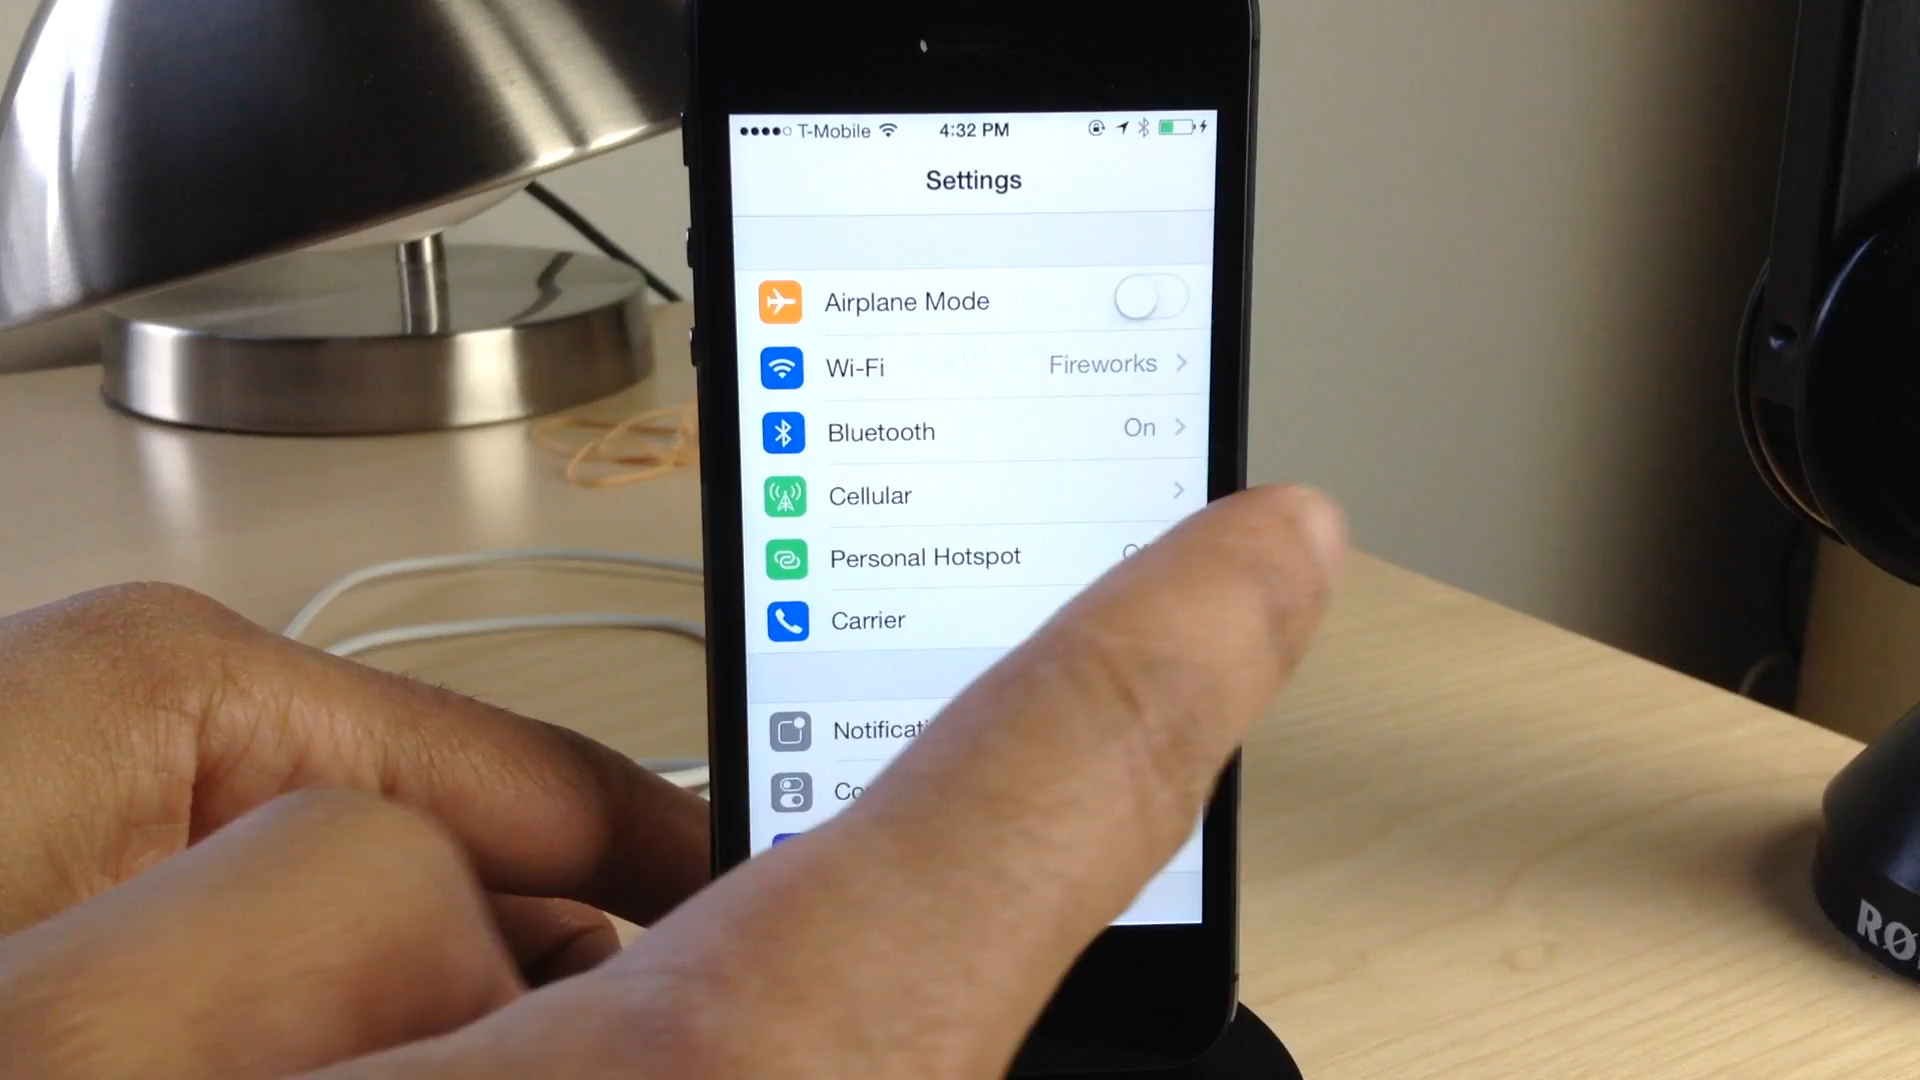 T-Mobile 4:32 PM
Settings
Airplane Mode
Wi-Fi Fireworks
Bluetooth On
Cellular
Personal Hotspot
Carrier